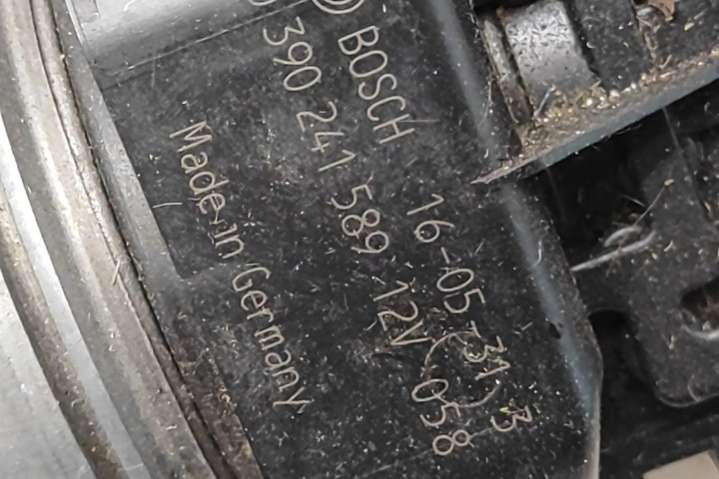 BOSCH 16-05-31 3
390 241 589 12V (058)
Made in Germany